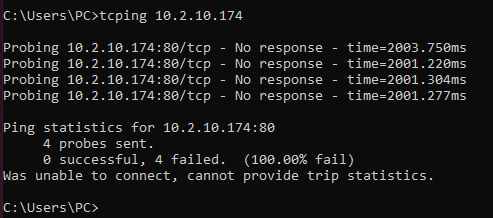 C:\Users\PC>tcping 10.2.10.174
Probing 10.2.10.174:80/tcp - No response - time=2003.750ms
Probing 10.2.10.174:80/tcp - No response - time=2001.220ms
Probing 10.2.10.174:80/tcp - No response - time=2001.304ms
Probing 10.2.10.174:80/tcp - No response - time=2001.277ms
Ping statistics for 10.2.10.174:80
4 probes sent.
0 successful, 4 failed.  (100.00% fail)
Was unable to connect, cannot provide trip statistics.
C:\Users\PC>